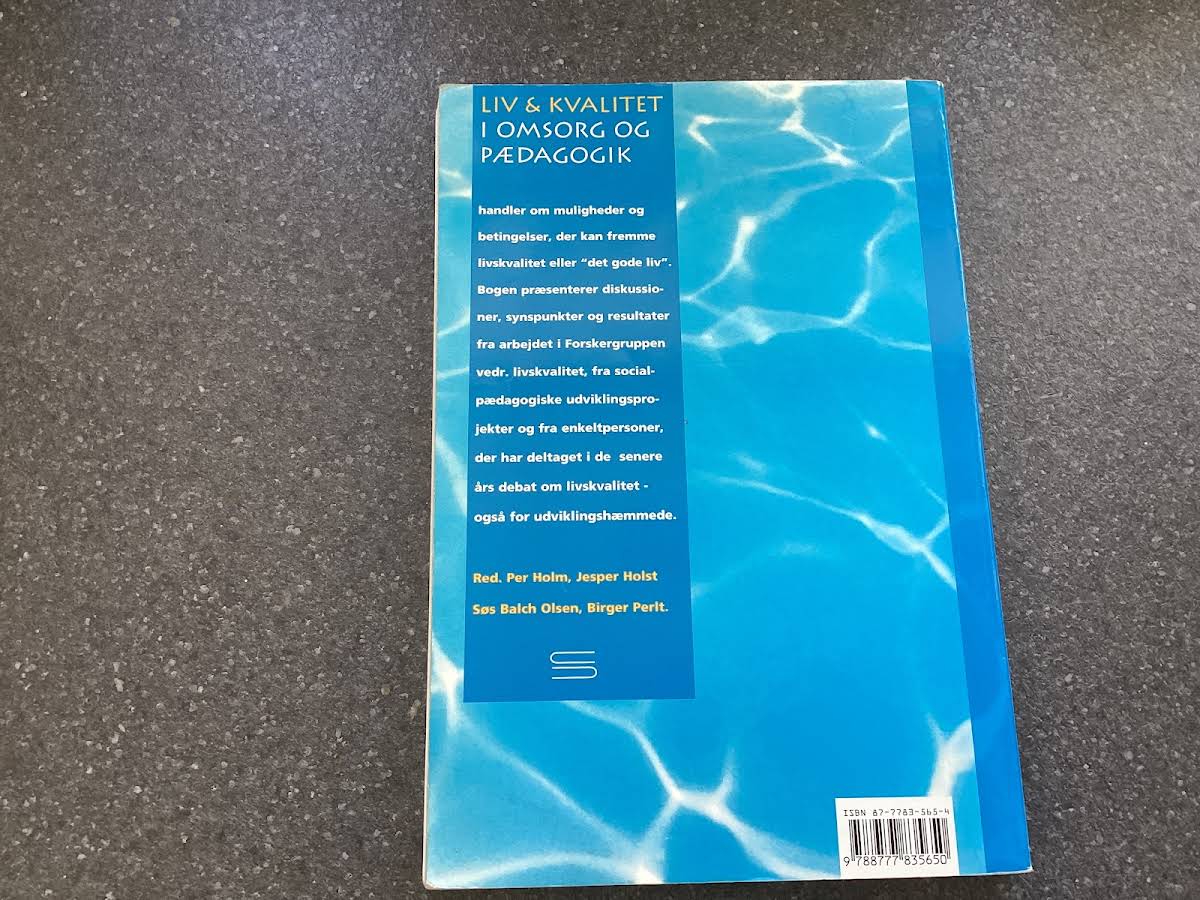 LIV & KVALITET
I OMSORG OG
PÆDAGOGIK
handler om muligheder og
betingelser, der kan fremme
livskvalitet eller “det gode liv”.
Bogen præsenterer diskussio-
ner, synspunkter og resultater
fra arbejdet i Forskergruppen
vedr. livskvalitet, fra social-
pædagogiske udviklingspro-
jekter og fra enkeltpersoner,
der har deltaget i de senere
års debat om livskvalitet -
også for udviklingshæmmede.
Red. Per Holm, Jesper Holst
Søs Balch Olsen, Birger Perlt.
ISBN 87-7783-565-4
9 788777 835650